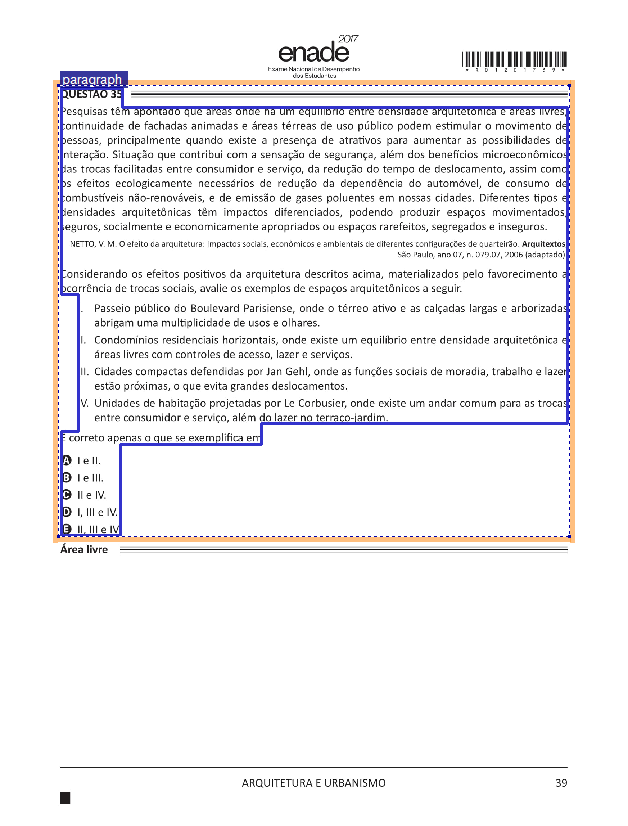 2017
enade
Exame Nacional de Desempenho
dos Estudantes
*R0120175 9*
paragraph
QUESTÃO 35
Pesquisas têm apontado que áreas onde há um equilíbrio entre densidade arquitetônica e áreas livres,
continuidade de fachadas animadas e áreas térreas de uso público podem estimular o movimento de
pessoas, principalmente quando existe a presença de atrativos para aumentar as possibilidades de
interação. Situação que contribui com a sensação de segurança, além dos benefícios microeconômicos
das trocas facilitadas entre consumidor e serviço, da redução do tempo de deslocamento, assim como
os efeitos ecologicamente necessários de redução da dependência do automóvel, de consumo de
combustíveis não-renováveis, e de emissão de gases poluentes em nossas cidades. Diferentes tipos e
densidades arquitetônicas têm impactos diferenciados, podendo produzir espaços movimentados,
seguros, socialmente e economicamente apropriados ou espaços rarefeitos, segregados e inseguros.
NETTO, V. M. O efeito da arquitetura: impactos sociais, econômicos e ambientais de diferentes configurações de quarteirão. Arquitextos
São Paulo, ano 07, n. 079.07, 2006 (adaptado).
Considerando os efeitos positivos da arquitetura descritos acima, materializados pelo favorecimento a
ocorrência de trocas sociais, avalie os exemplos de espaços arquitetônicos a seguir.
I. Passeio público do Boulevard Parisiense, onde o térreo ativo e as calçadas largas e arborizadas
abrigam uma multiplicidade de usos e olhares.
II. Condomínios residenciais horizontais, onde existe um equilíbrio entre densidade arquitetônica e
áreas livres com controles de acesso, lazer e serviços.
III. Cidades compactas defendidas por Jan Gehl, onde as funções sociais de moradia, trabalho e lazer
estão próximas, o que evita grandes deslocamentos.
IV. Unidades de habitação projetadas por Le Corbusier, onde existe um andar comum para as trocas
entre consumidor e serviço, além do lazer no terraço-jardim.
É correto apenas o que se exemplifica em
A I e II.
B I e III.
C II e IV.
D I, III e IV.
E II, III e IV.
Área livre
ARQUITETURA E URBANISMO 39